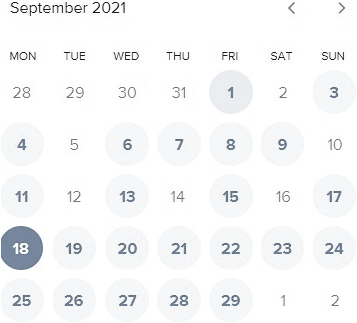 September 2021
MON TUE WED THU FRI SAT SUN
28 29 30 31 1 2 3
4 5 6 7 8 9 10
11 12 13 14 15 16 17
18 19 20 21 22 23 24
25 26 27 28 29 1 2